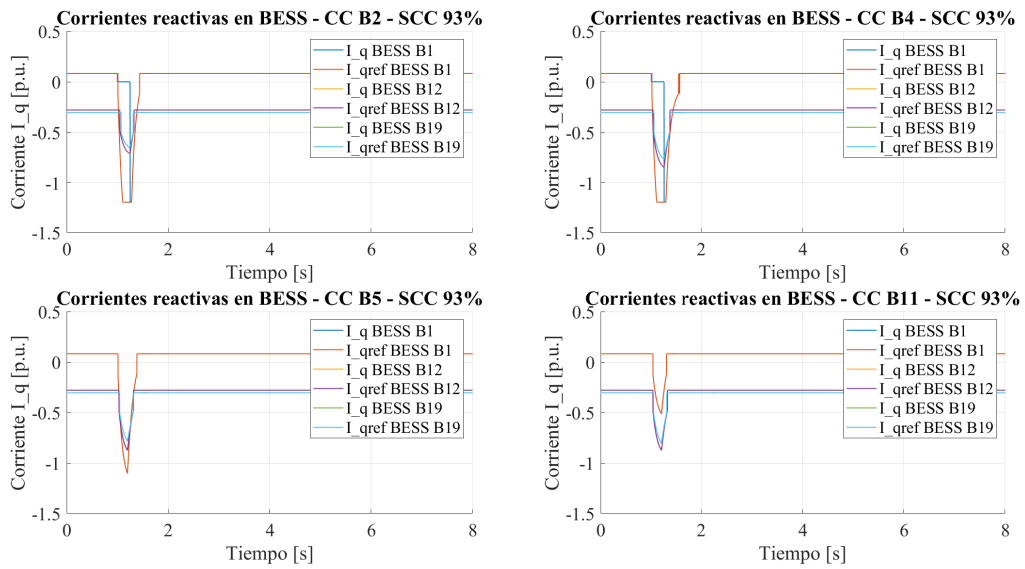 Corrientes reactivas en BESS - CC B2 - SCC 93%
0.5
0
-0.5
-1
-1.5
Corriente I_q [p.u.]
I_q BESS B1
I_qref BESS B1
I_q BESS B12
I_qref BESS B12
I_q BESS B19
I_qref BESS B19
0 2 4 6 8
Tiempo [s]
Corrientes reactivas en BESS - CC B4 - SCC 93%
0.5
0
-0.5
-1
-1.5
Corriente I_q [p.u.]
I_q BESS B1
I_qref BESS B1
I_q BESS B12
I_qref BESS B12
I_q BESS B19
I_qref BESS B19
0 2 4 6 8
Tiempo [s]
Corrientes reactivas en BESS - CC B5 - SCC 93%
0.5
0
-0.5
-1
-1.5
Corriente I_q [p.u.]
I_q BESS B1
I_qref BESS B1
I_q BESS B12
I_qref BESS B12
I_q BESS B19
I_qref BESS B19
0 2 4 6 8
Tiempo [s]
Corrientes reactivas en BESS - CC B11 - SCC 93%
0.5
0
-0.5
-1
-1.5
Corriente I_q [p.u.]
I_q BESS B1
I_qref BESS B1
I_q BESS B12
I_qref BESS B12
I_q BESS B19
I_qref BESS B19
0 2 4 6 8
Tiempo [s]